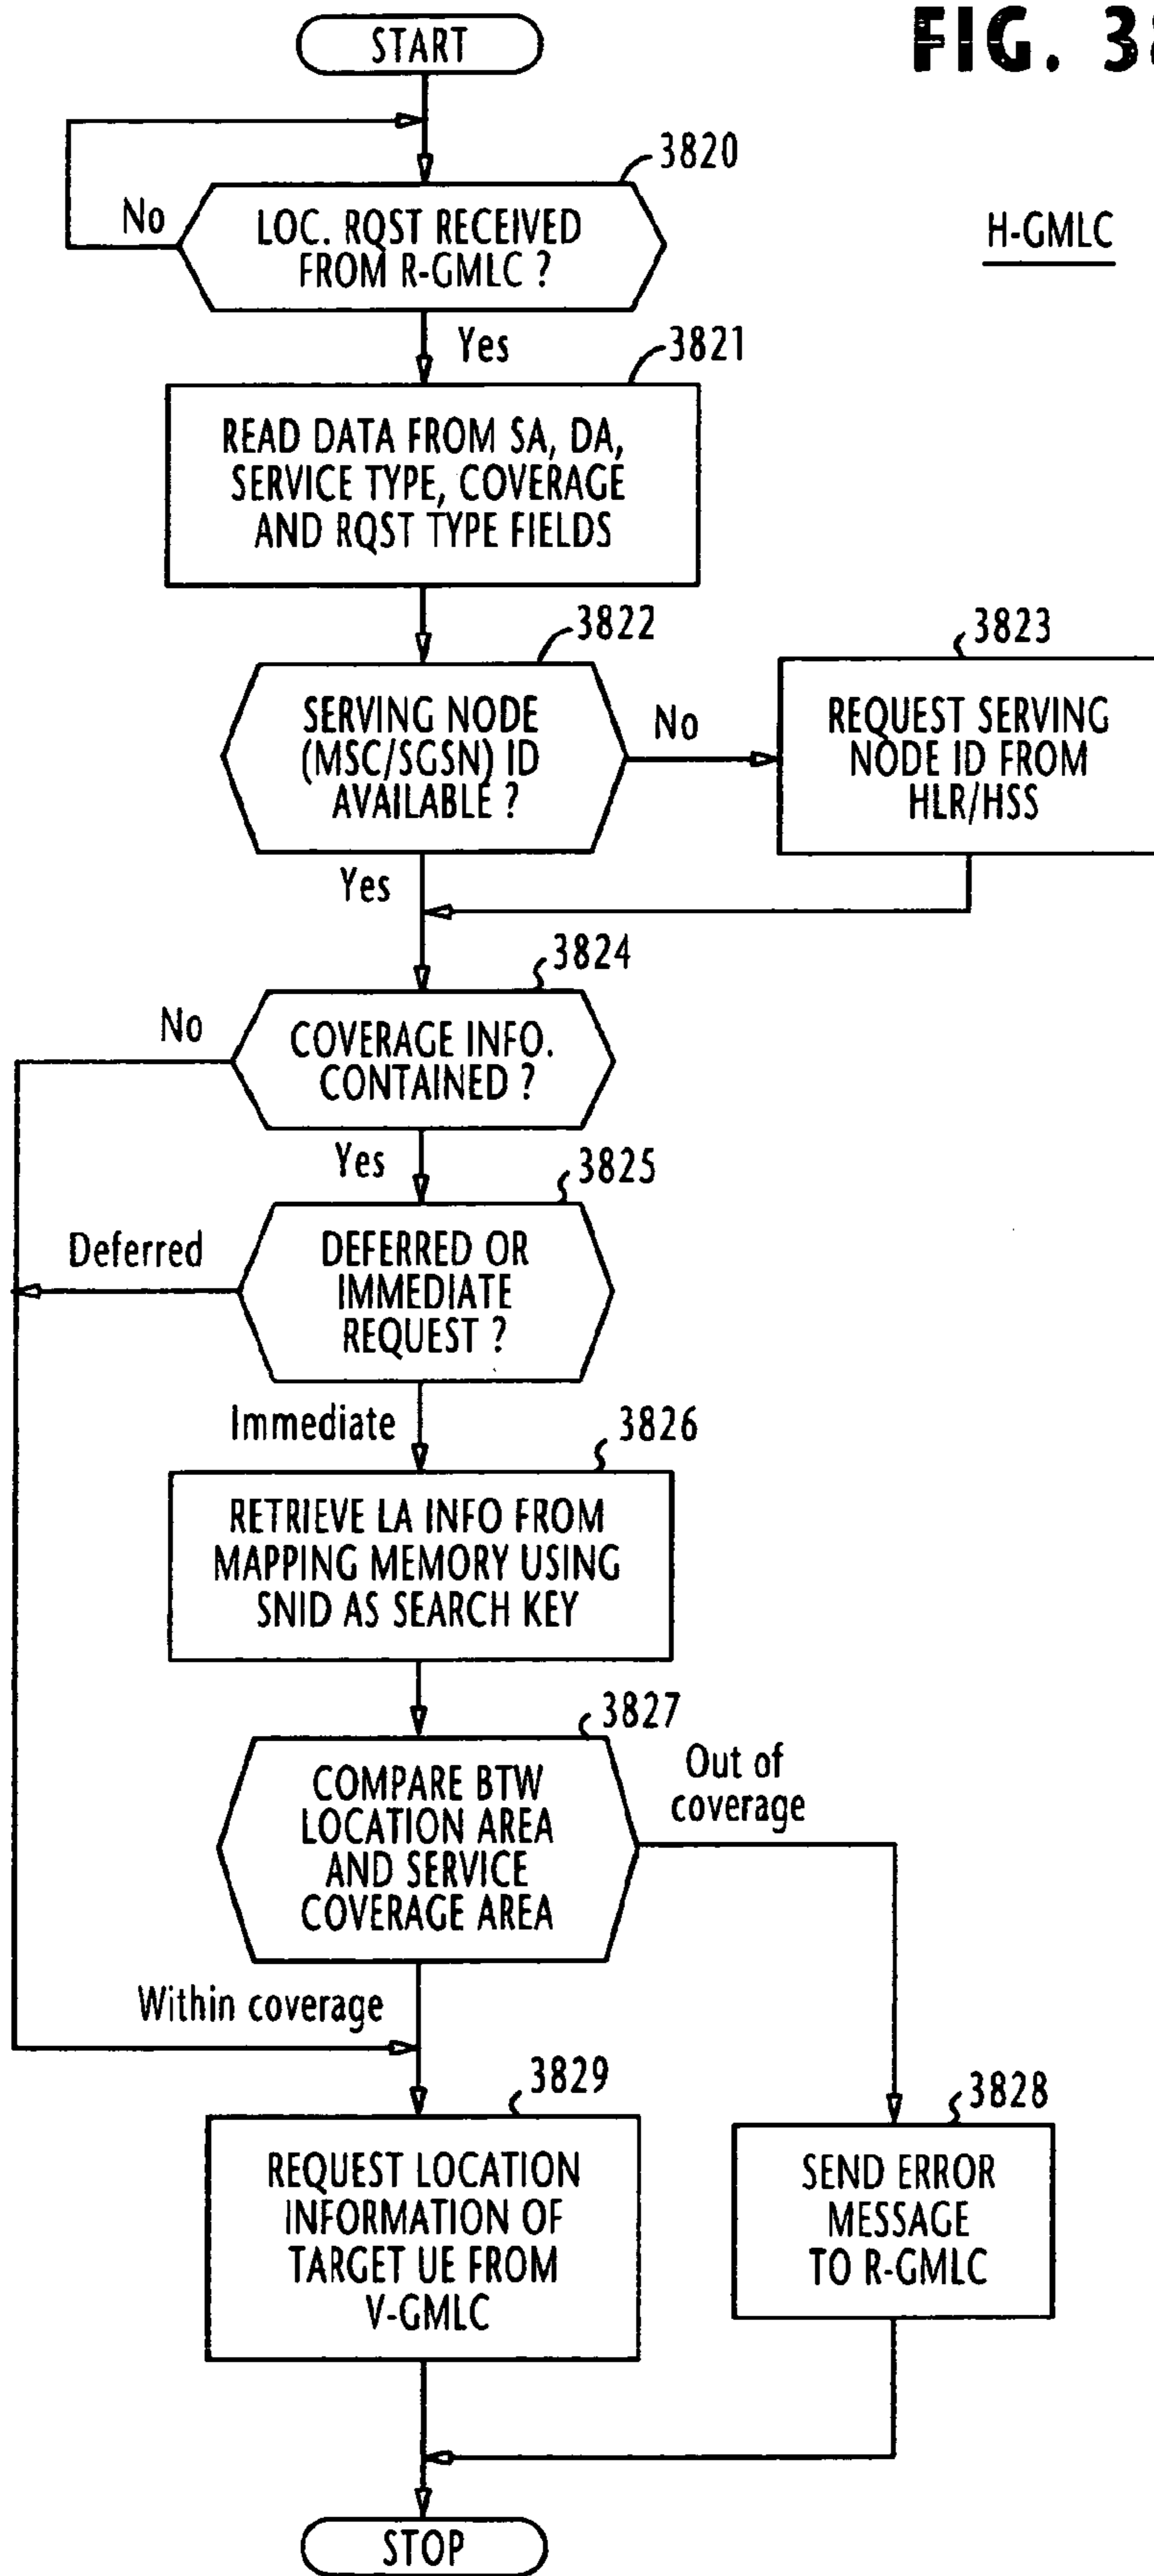 FIG. 38
START
3820
No
LOC. RQST RECEIVED
FROM R-GMLC ?
H-GMLC
Yes
3821
READ DATA FROM SA, DA,
SERVICE TYPE, COVERAGE
AND RQST TYPE FIELDS
3822
3823
SERVING NODE
(MSC/SGSN) ID
AVAILABLE ?
No
REQUEST SERVING
NODE ID FROM
HLR/HSS
Yes
3824
No
COVERAGE INFO.
CONTAINED ?
Yes
3825
Deferred
DEFERRED OR
IMMEDIATE
REQUEST ?
Immediate
3826
RETRIEVE LA INFO FROM
MAPPING MEMORY USING
SNID AS SEARCH KEY
3827
COMPARE BTW
LOCATION AREA
AND SERVICE
COVERAGE AREA
Out of
coverage
Within coverage
3829
3828
REQUEST LOCATION
INFORMATION OF
TARGET UE FROM
V-GMLC
SEND ERROR
MESSAGE
TO R-GMLC
STOP